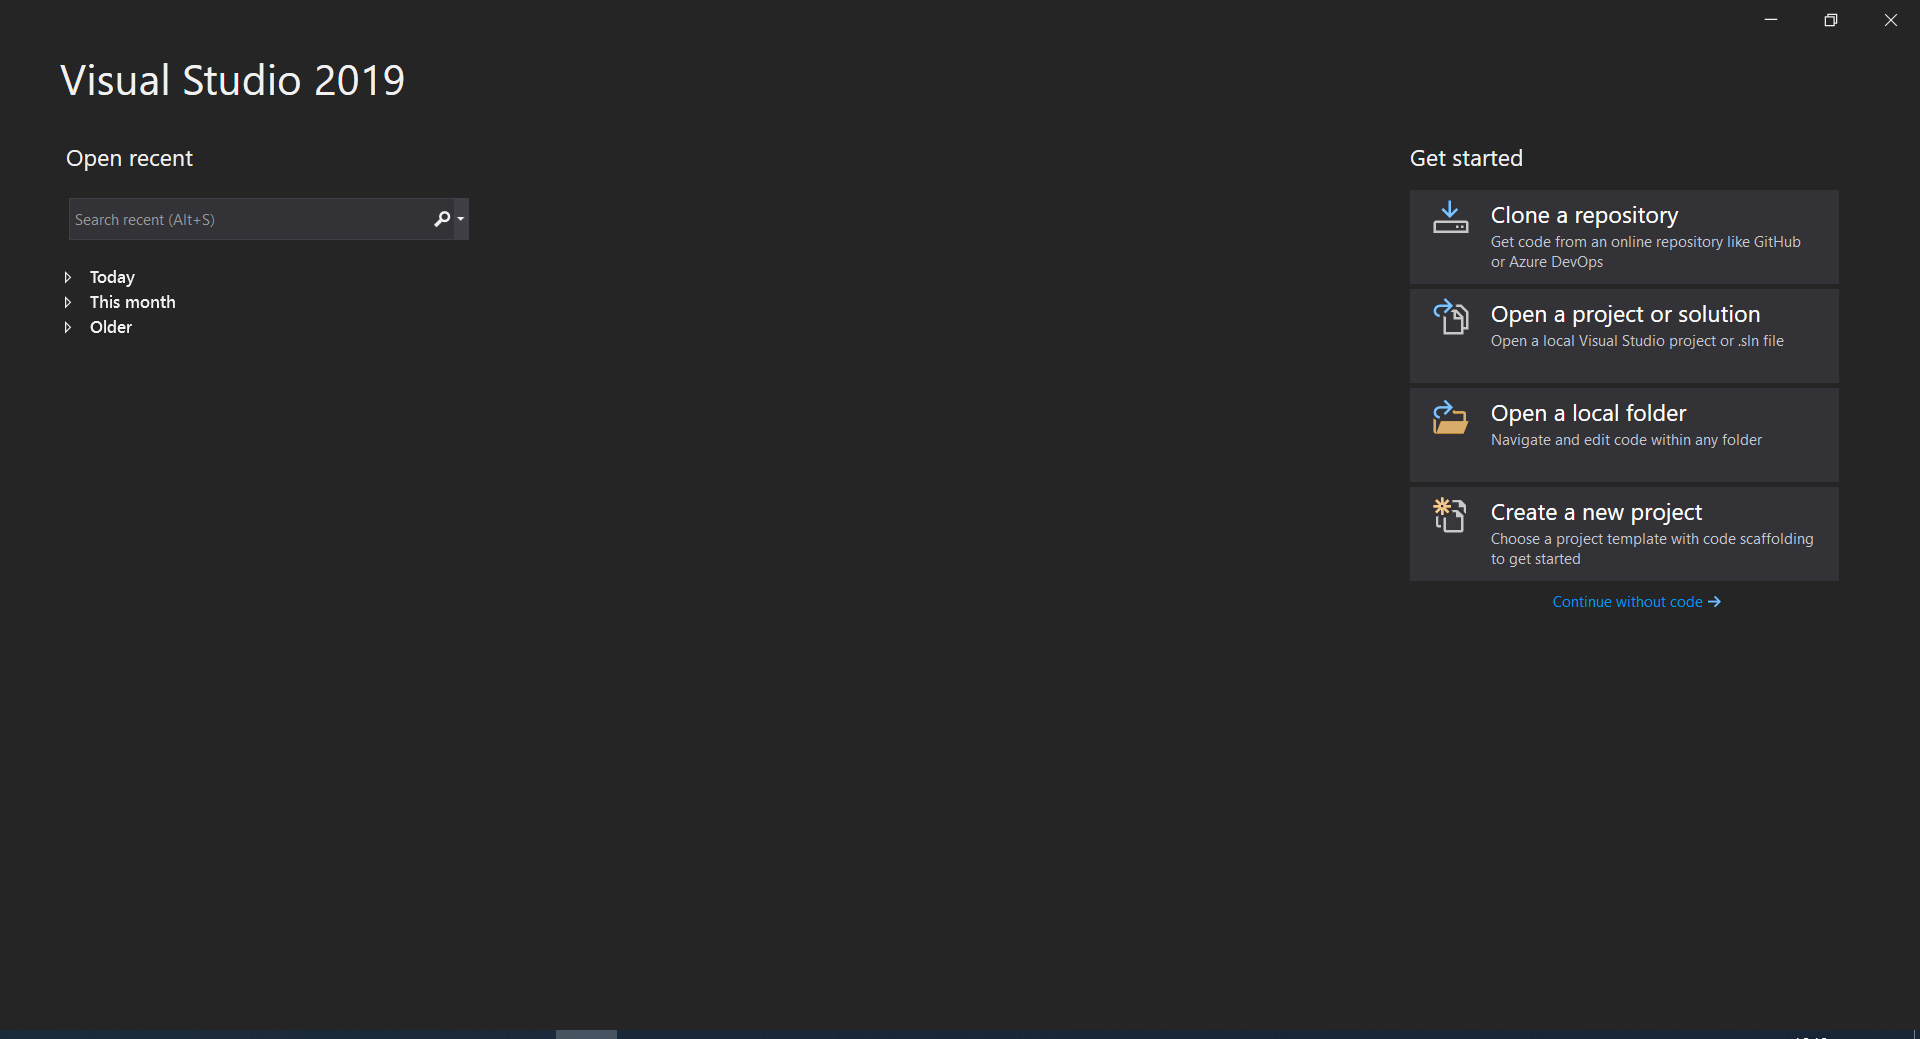 Visual Studio 2019
Open recent
Search recent (Alt+S)
Today
This month
Older
Get started
Clone a repository
Get code from an online repository like GitHub
or Azure DevOps
Open a project or solution
Open a local Visual Studio project or .sln file
Open a local folder
Navigate and edit code within any folder
Create a new project
Choose a project template with code scaffolding
to get started
Continue without code →